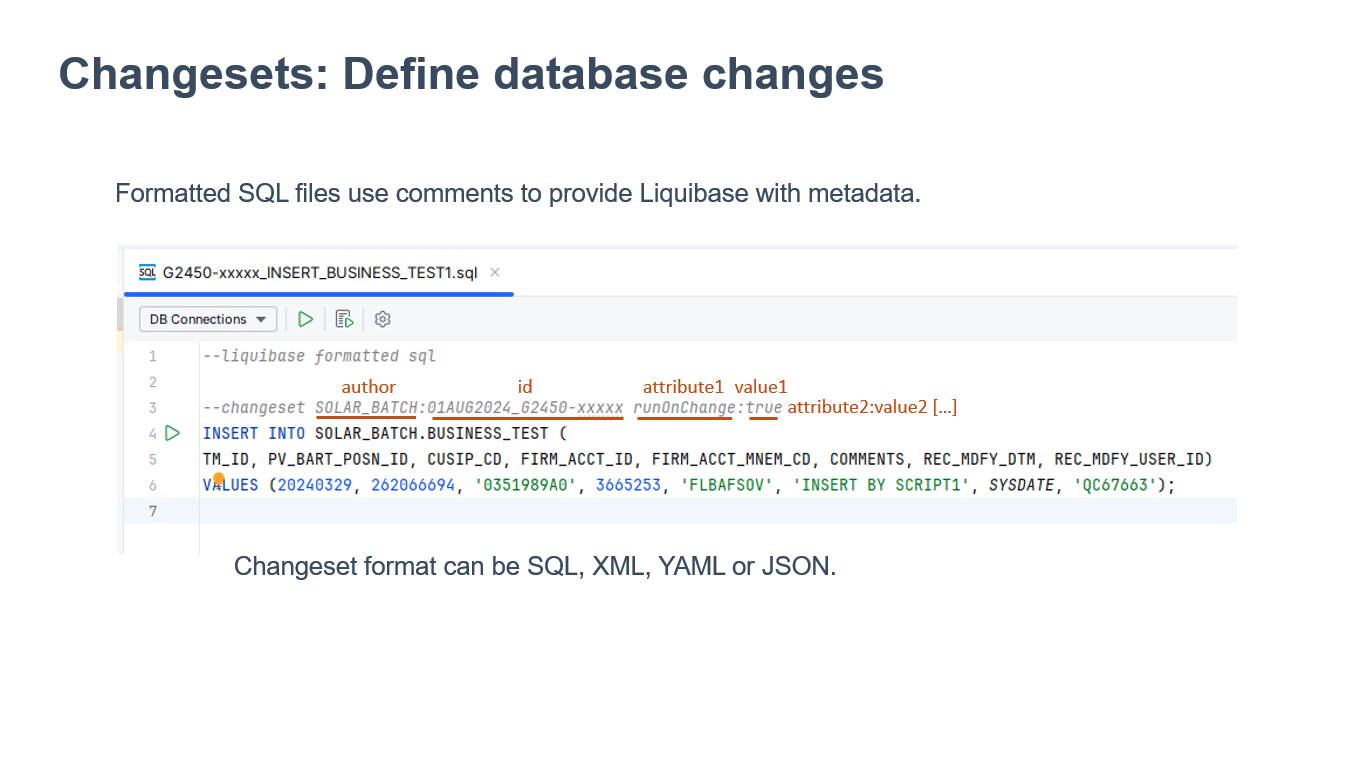 Changesets: Define database changes
Formatted SQL files use comments to provide Liquibase with metadata.
SQL G2450-xxxxx_INSERT_BUSINESS_TEST1.sql ×
DB Connections
1 --liquibase formatted sql
2
author id attribute1 value1
3 --changeset SOLAR_BATCH:01AUG2024_G2450-xxxxx runOnChange:true attribute2:value2 [...]
4 INSERT INTO SOLAR_BATCH.BUSINESS_TEST (
5 TM_ID, PV_BART_POSN_ID, CUSIP_CD, FIRM_ACCT_ID, FIRM_ACCT_MNEM_CD, COMMENTS, REC_MDFY_DTM, REC_MDFY_USER_ID)
6 VALUES (20240329, 262066694, '0351989A0', 3665253, 'FLBAFSOV', 'INSERT BY SCRIPT1', SYSDATE, 'QC67663');
7
Changeset format can be SQL, XML, YAML or JSON.